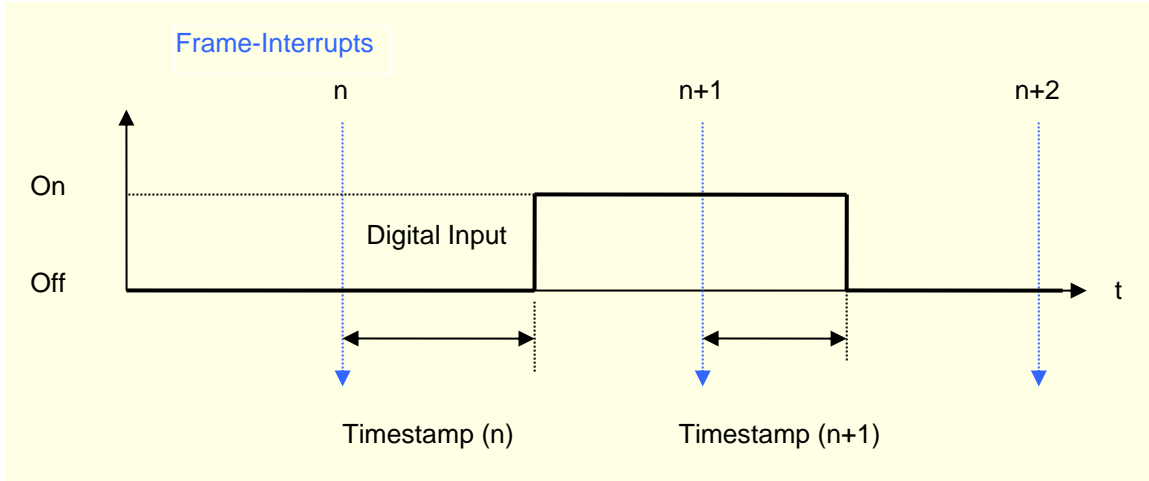 Frame-Interrupts
n n+1 n+2
On
Digital Input
Off
t
Timestamp (n) Timestamp (n+1)